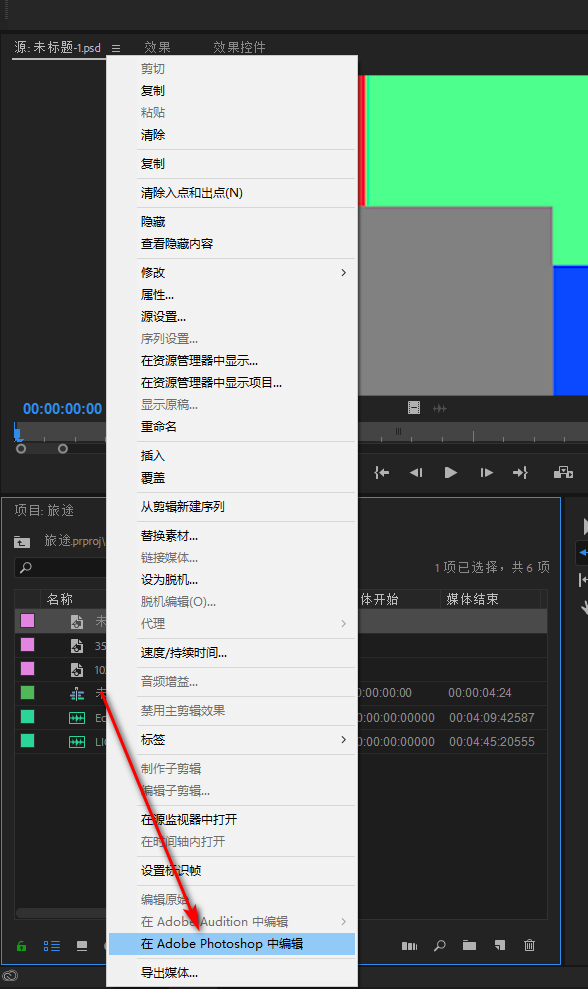 源: 未标题-1.psd 效果 效果控件
剪切
复制
粘贴
清除
复制
清除入点和出点(N)
隐藏
查看隐藏内容
修改
属性...
源设置...
序列设置...
在资源管理器中显示...
在资源管理器中显示项目...
00:00:00:00
显示原稿...
重命名
插入
覆盖
从剪辑新建序列
项目: 旅途
替换素材...
旅途.prproj\
链接媒体...
1项已选择，共 6 项
设为脱机...
脱机编辑(O)...
名称 体开始 媒体结束
代理
未
35
速度/持续时间...
10
音频增益...
未 0:00:00:00 00:00:04:24
禁用主剪辑效果
00:00:00000 00:04:09:42587
标签
LI 00:00:00000 00:04:45:20555
制作子剪辑
编辑子剪辑...
在源监视器中打开
在时间轴内打开
设置标识帧
编辑原始
在 Adobe Audition 中编辑
在 Adobe Photoshop 中编辑
导出媒体...